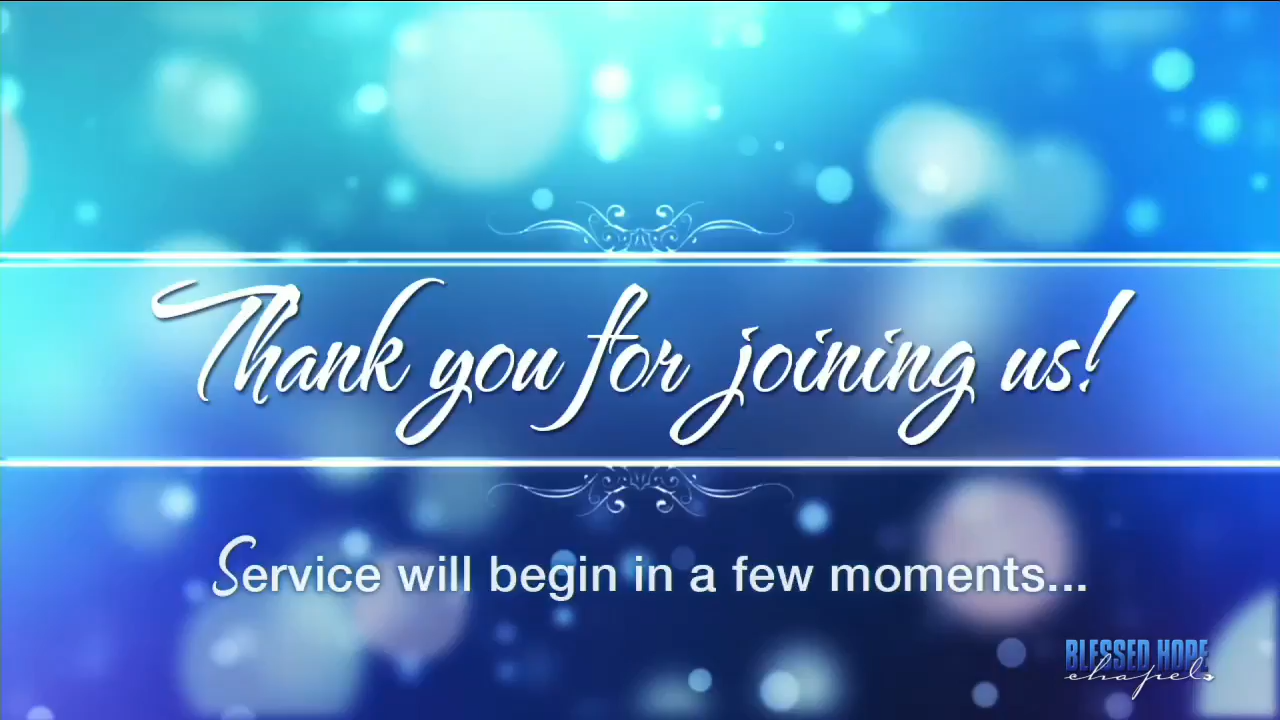 Thank you for joining us!
Service will begin in a few moments...
BLESSED HOPE
chapel